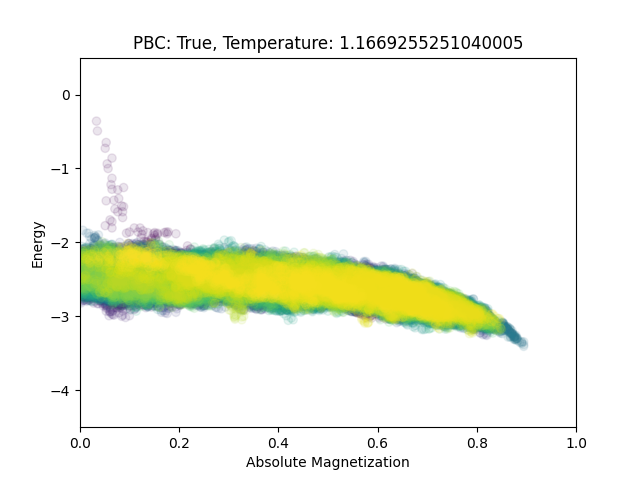 PBC: True, Temperature: 1.1669255251040005
0
−1
−2
−3
−4
Energy
0.0 0.2 0.4 0.6 0.8 1.0
Absolute Magnetization